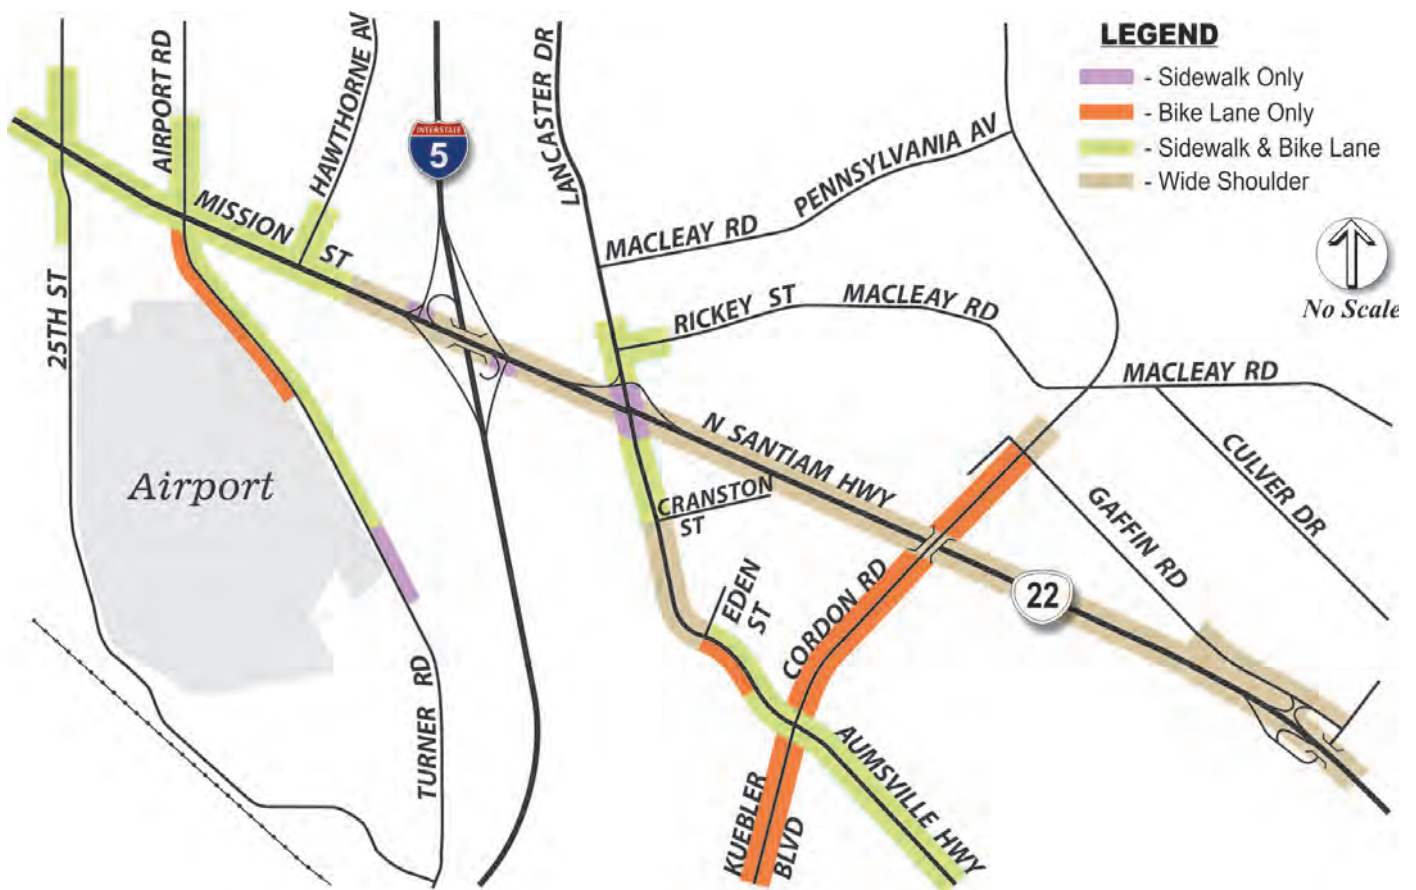 LEGEND
- Sidewalk Only
- Bike Lane Only
- Sidewalk & Bike Lane
- Wide Shoulder
No Scale
25TH ST
AIRPORT RD
HAWTHORNE AV
INTERSTATE
5
LANCASTER DR
MISSION
ST
MACLEAY RD
PENNSYLVANIA AV
RICKEY ST
MACLEAY RD
MACLEAY RD
CULVER DR
N SANTIAM HWY
GAFFIN RD
Airport
CRANSTON
ST
EDEN
ST
CORDON RD
22
TURNER RD
KUEBLER
BLVD
AUMSVILLE HWY